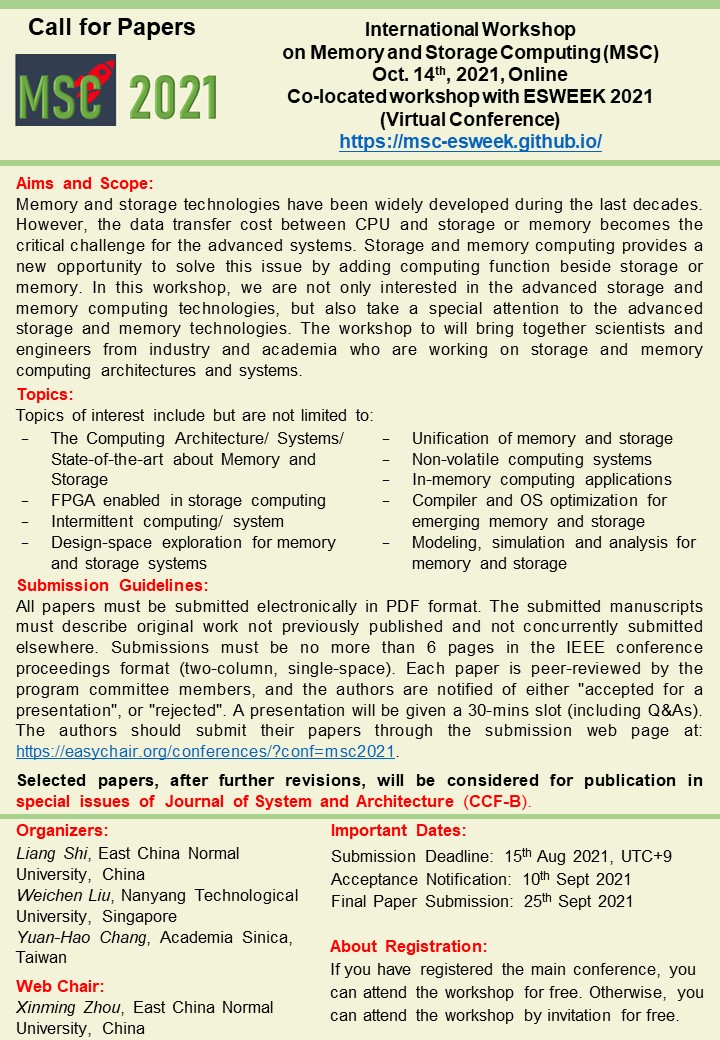 Call for Papers
MSC 2021
International Workshop
on Memory and Storage Computing (MSC)
Oct. 14th, 2021, Online
Co-located workshop with ESWEEK 2021
(Virtual Conference)
https://msc-esweek.github.io/
Aims and Scope:
Memory and storage technologies have been widely developed during the last decades.
However, the data transfer cost between CPU and storage or memory becomes the
critical challenge for the advanced systems. Storage and memory computing provides a
new opportunity to solve this issue by adding computing function beside storage or
memory. In this workshop, we are not only interested in the advanced storage and
memory computing technologies, but also take a special attention to the advanced
storage and memory technologies. The workshop to will bring together scientists and
engineers from industry and academia who are working on storage and memory
computing architectures and systems.
Topics:
Topics of interest include but are not limited to:
– The Computing Architecture/ Systems/
State-of-the-art about Memory and
Storage
– FPGA enabled in storage computing
– Intermittent computing/ system
– Design-space exploration for memory
and storage systems
– Unification of memory and storage
– Non-volatile computing systems
– In-memory computing applications
– Compiler and OS optimization for
emerging memory and storage
– Modeling, simulation and analysis for
memory and storage
Submission Guidelines:
All papers must be submitted electronically in PDF format. The submitted manuscripts
must describe original work not previously published and not concurrently submitted
elsewhere. Submissions must be no more than 6 pages in the IEEE conference
proceedings format (two-column, single-space). Each paper is peer-reviewed by the
program committee members, and the authors are notified of either "accepted for a
presentation", or "rejected". A presentation will be given a 30-mins slot (including Q&As).
The authors should submit their papers through the submission web page at:
https://easychair.org/conferences/?conf=msc2021.
Selected papers, after further revisions, will be considered for publication in
special issues of Journal of System and Architecture (CCF-B).
Organizers:
Liang Shi, East China Normal
University, China
Weichen Liu, Nanyang Technological
University, Singapore
Yuan-Hao Chang, Academia Sinica,
Taiwan
Web Chair:
Xinming Zhou, East China Normal
University, China
Important Dates:
Submission Deadline: 15th Aug 2021, UTC+9
Acceptance Notification: 10th Sept 2021
Final Paper Submission: 25th Sept 2021
About Registration:
If you have registered the main conference, you
can attend the workshop for free. Otherwise, you
can attend the workshop by invitation for free.